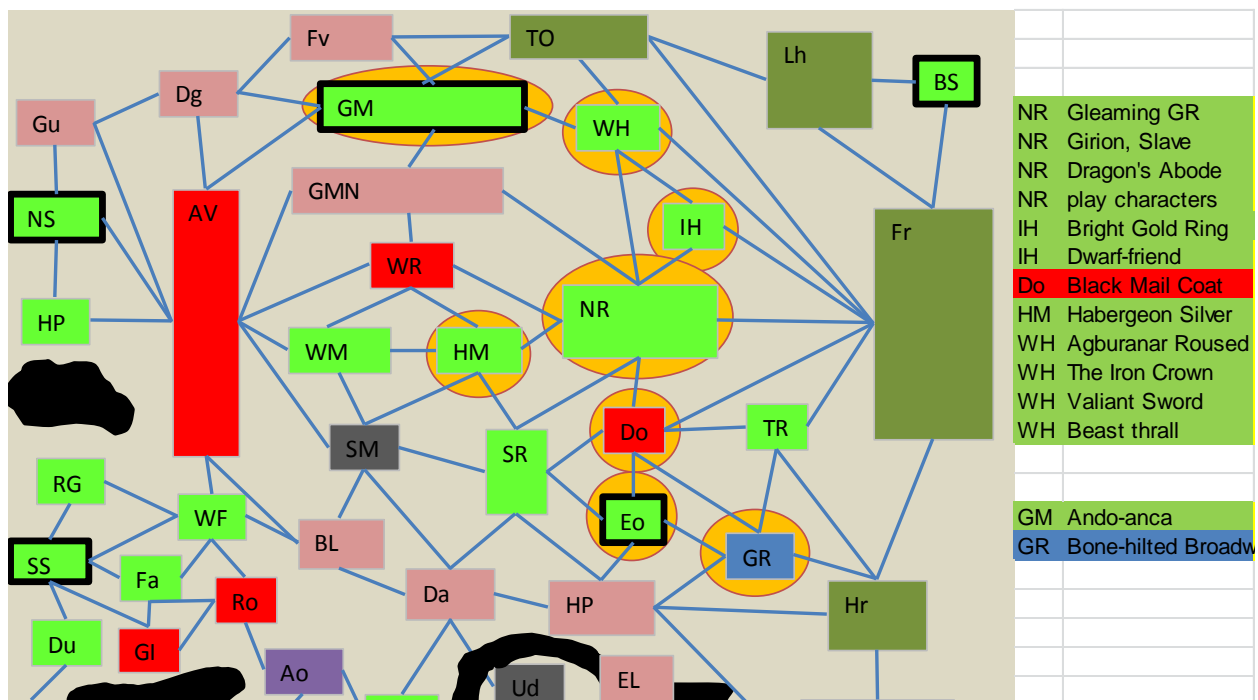 Fv
TO
Lh
BS
Dg
GM
Gu
WH
GMN
AV
NS
IH
Fr
WR
NR
HP
WM
HM
Do
TR
SM
SR
RG
WF
Eo
BL
GR
SS
Fa
Da
HP
Hr
Ro
Du
GI
Ao
Ud
EL
NR Gleaming GR
NR Girion, Slave
NR Dragon's Abode
NR play characters
IH Bright Gold Ring
IH Dwarf-friend
Do Black Mail Coat
HM Habergeon Silver
WH Agburanar Roused
WH The Iron Crown
WH Valiant Sword
WH Beast thrall
GM Ando-anca
GR Bone-hilted Broadw